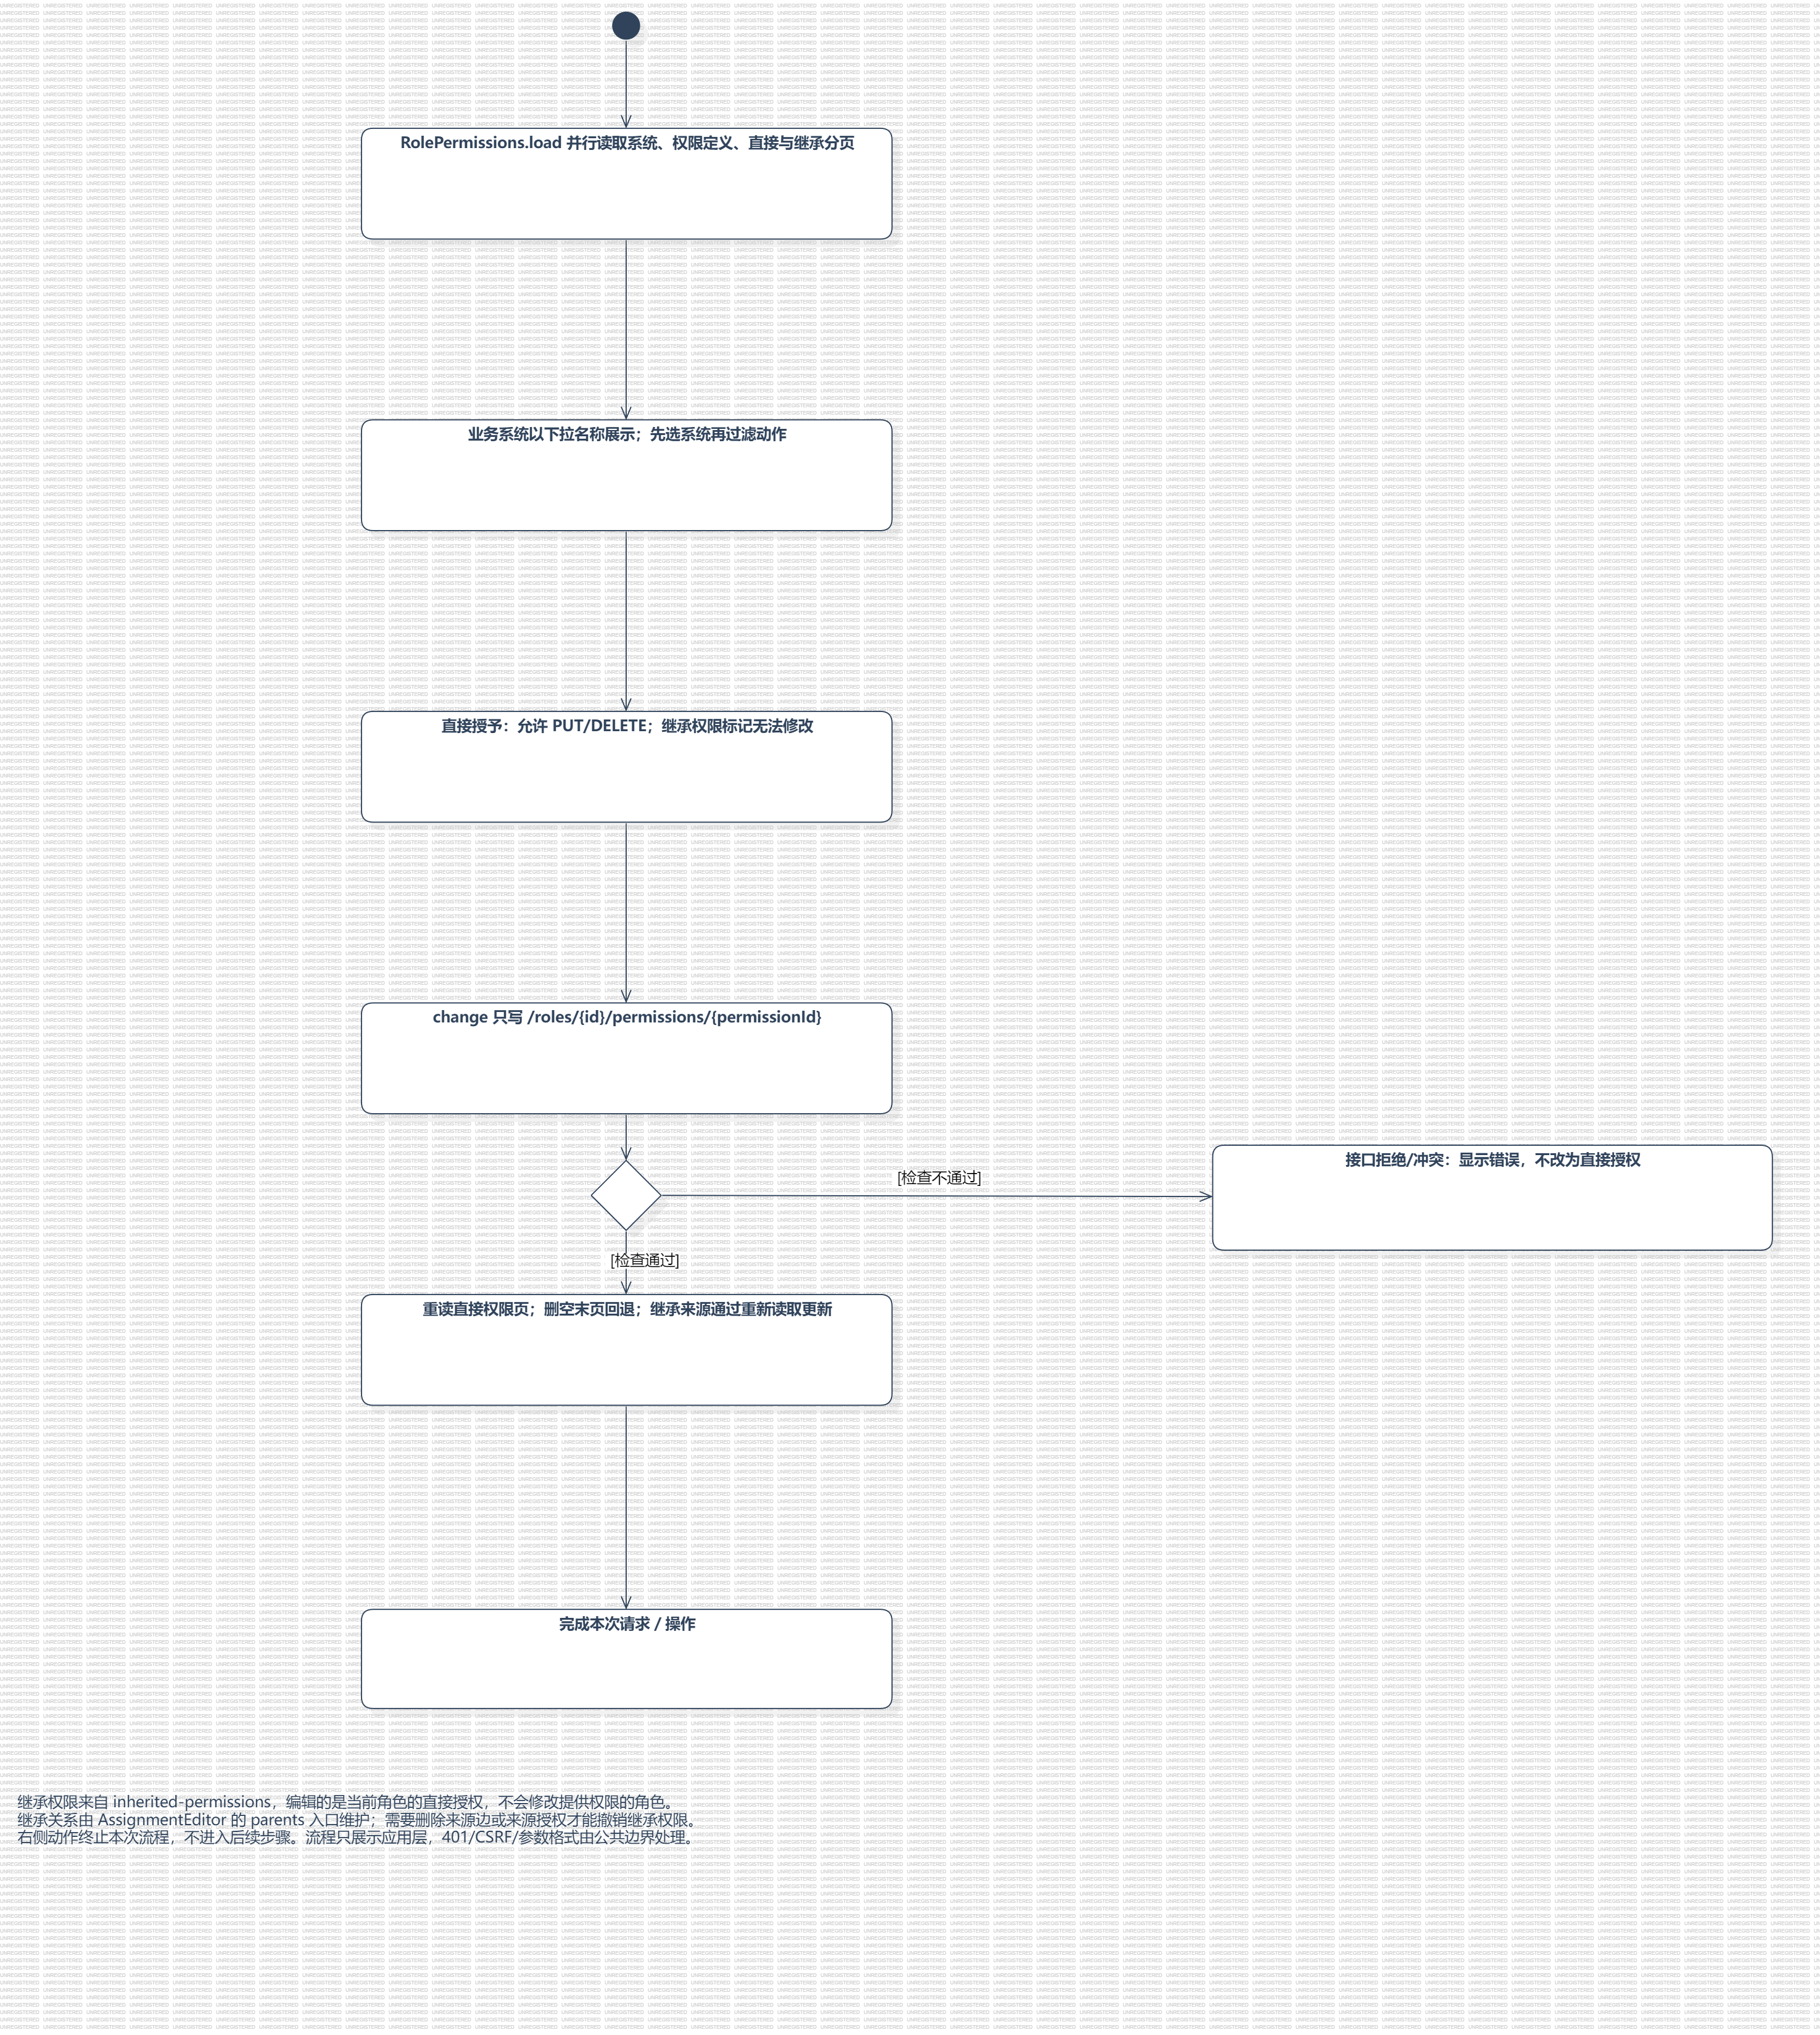 RolePermissions.load 并行读取系统、权限定义、直接与继承分页
业务系统以下拉名称展示；先选系统再过滤动作
直接授予：允许 PUT/DELETE；继承权限标记无法修改
change 只写 /roles/{id}/permissions/{permissionId}
[检查不通过]
接口拒绝/冲突：显示错误，不改为直接授权
[检查通过]
重读直接权限页；删空末页回退；继承来源通过重新读取更新
完成本次请求 / 操作
继承权限来自 inherited-permissions，编辑的是当前角色的直接授权，不会修改提供权限的角色。
继承关系由 AssignmentEditor 的 parents 入口维护；需要删除来源边或来源授权才能撤销继承权限。
右侧动作终止本次流程，不进入后续步骤。流程只展示应用层，401/CSRF/参数格式由公共边界处理。